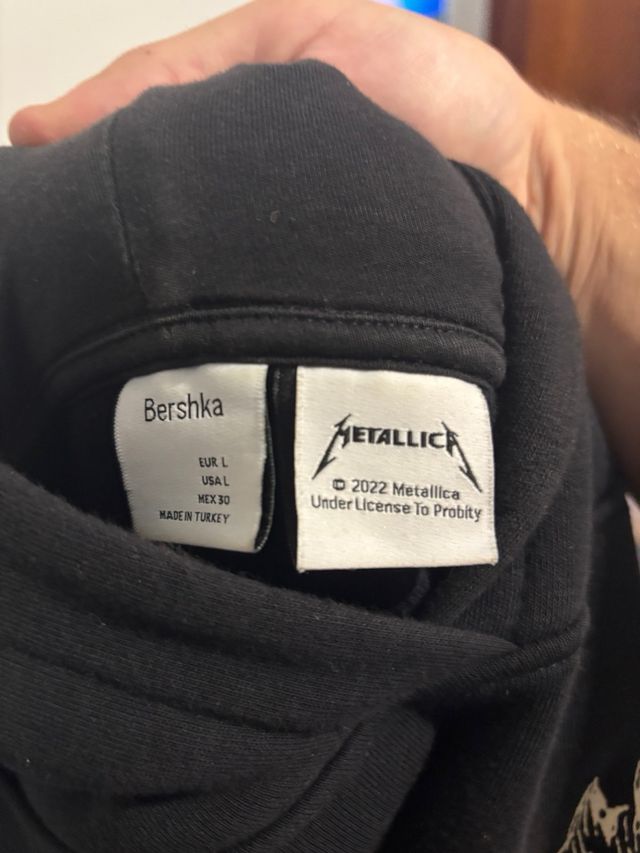 Bershka
EUR L
USA L
MEX 30
MADE IN TURKEY
METALLICA
© 2022 Metallica
Under License To Probity